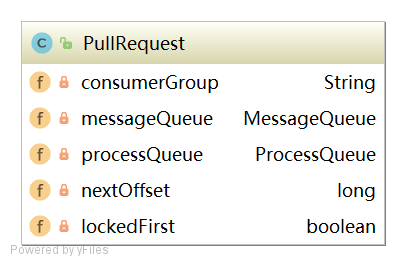 C PullRequest
f consumerGroup String
f messageQueue MessageQueue
f processQueue ProcessQueue
f nextOffset long
f lockedFirst boolean
Powered by yFiles